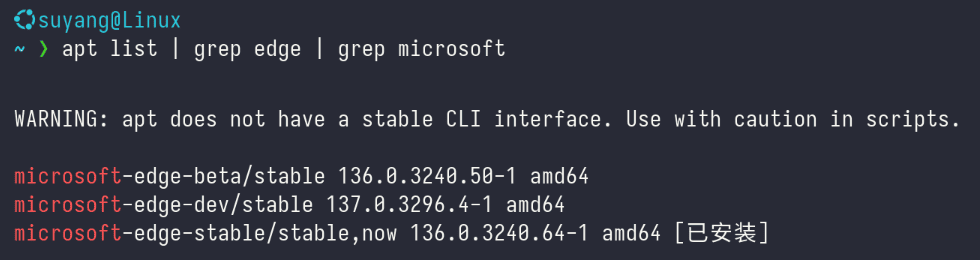 suyang@Linux
~ ❯ apt list | grep edge | grep microsoft
WARNING: apt does not have a stable CLI interface. Use with caution in scripts.
microsoft-edge-beta/stable 136.0.3240.50-1 amd64
microsoft-edge-dev/stable 137.0.3296.4-1 amd64
microsoft-edge-stable/stable,now 136.0.3240.64-1 amd64 [已安装]